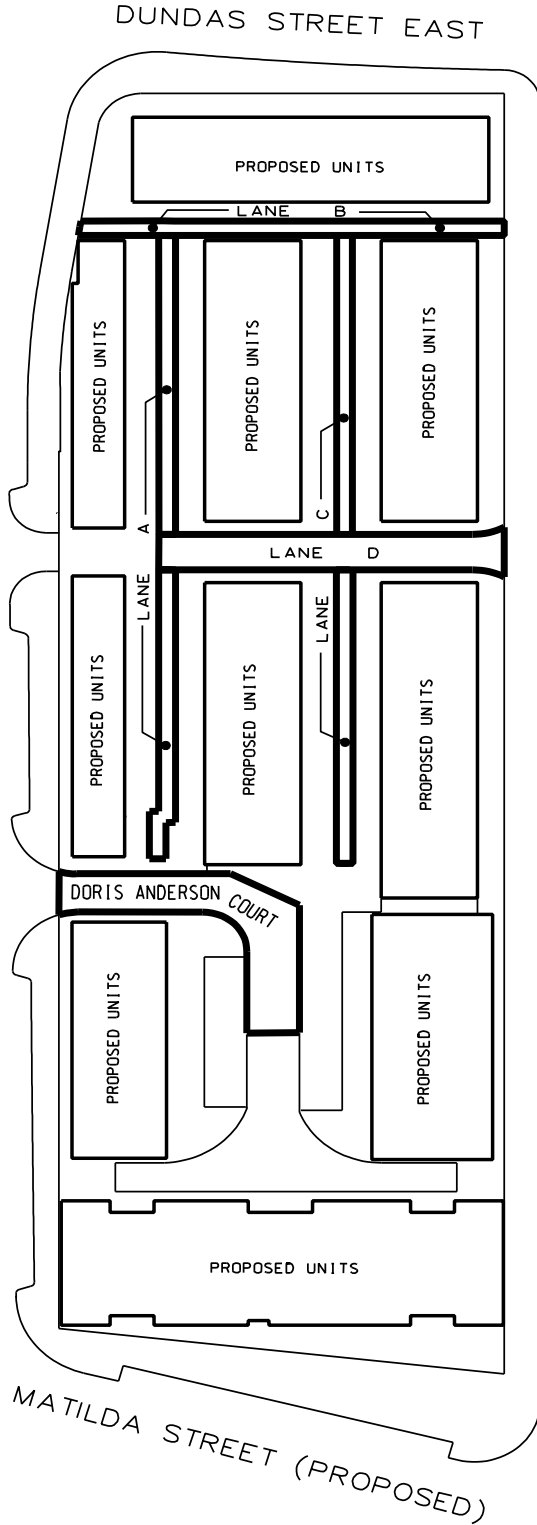 DUNDAS STREET EAST
PROPOSED UNITS
LANE B
PROPOSED UNITS
PROPOSED UNITS
PROPOSED UNITS
LANE A
LANE C
LANE D
PROPOSED UNITS
PROPOSED UNITS
PROPOSED UNITS
DORIS ANDERSON COURT
PROPOSED UNITS
PROPOSED UNITS
PROPOSED UNITS
MATILDA STREET (PROPOSED)